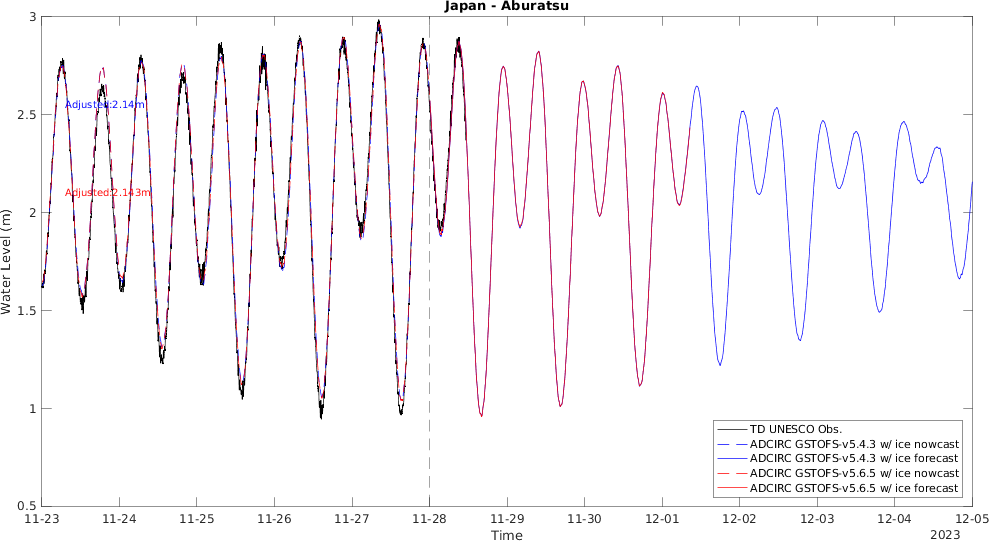 Japan - Aburatsu
3
2.5
2
1.5
1
0.5
Water Level (m)
Adjusted:2.14m
Adjusted:2.143m
TD UNESCO Obs.
ADCIRC GSTOFS-v5.4.3 w/ ice nowcast
ADCIRC GSTOFS-v5.4.3 w/ ice forecast
ADCIRC GSTOFS-v5.6.5 w/ ice nowcast
ADCIRC GSTOFS-v5.6.5 w/ ice forecast
11-23 11-24 11-25 11-26 11-27 11-28 11-29 11-30 12-01 12-02 12-03 12-04 12-05
Time
2023